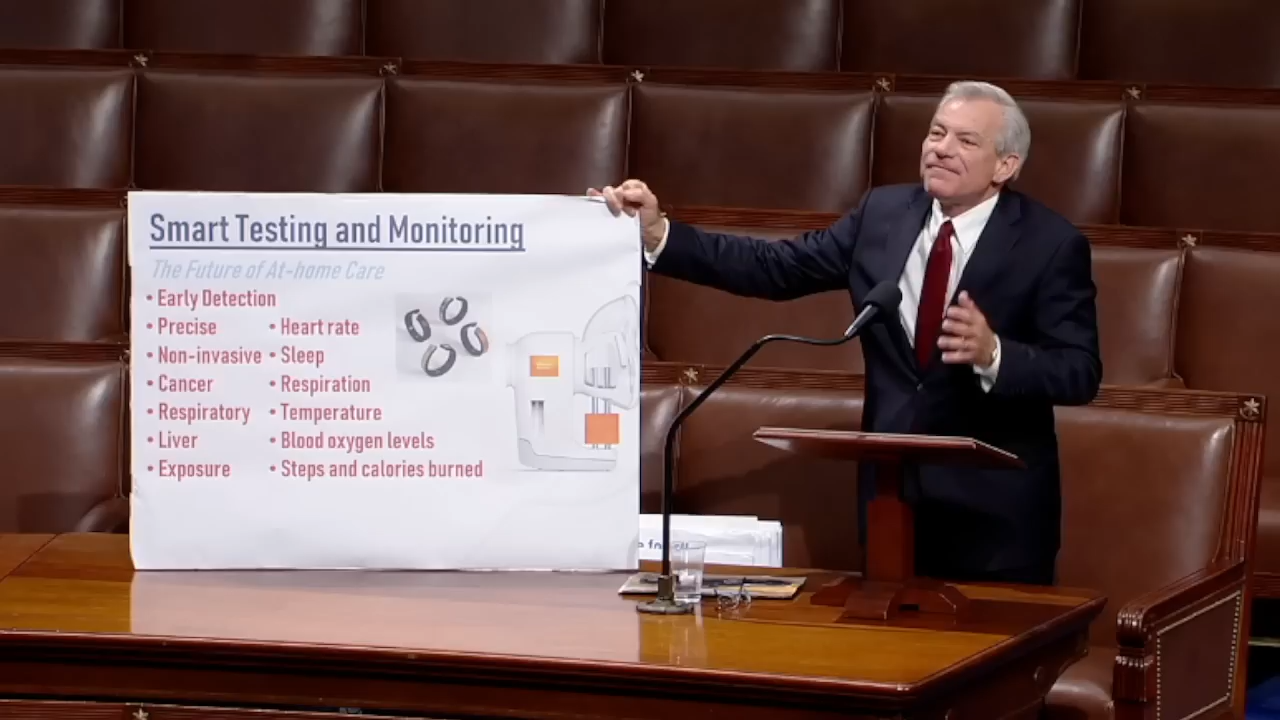 Smart Testing and Monitoring
The Future of At-home Care
• Early Detection
• Precise
• Non-invasive
• Cancer
• Respiratory
• Liver
• Exposure
• Heart rate
• Sleep
• Respiration
• Temperature
• Blood oxygen levels
• Steps and calories burned